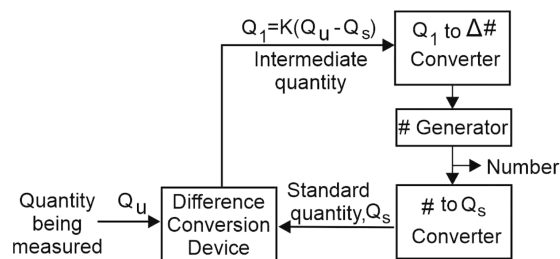 Q₁=K(Qᵤ-Qₛ)
Intermediate
quantity
Q₁ to Δ#
Converter
# Generator
Number
# to Qₛ
Converter
Standard
quantity,Qₛ
Difference
Conversion
Device
Qᵤ
Quantity
being
measured